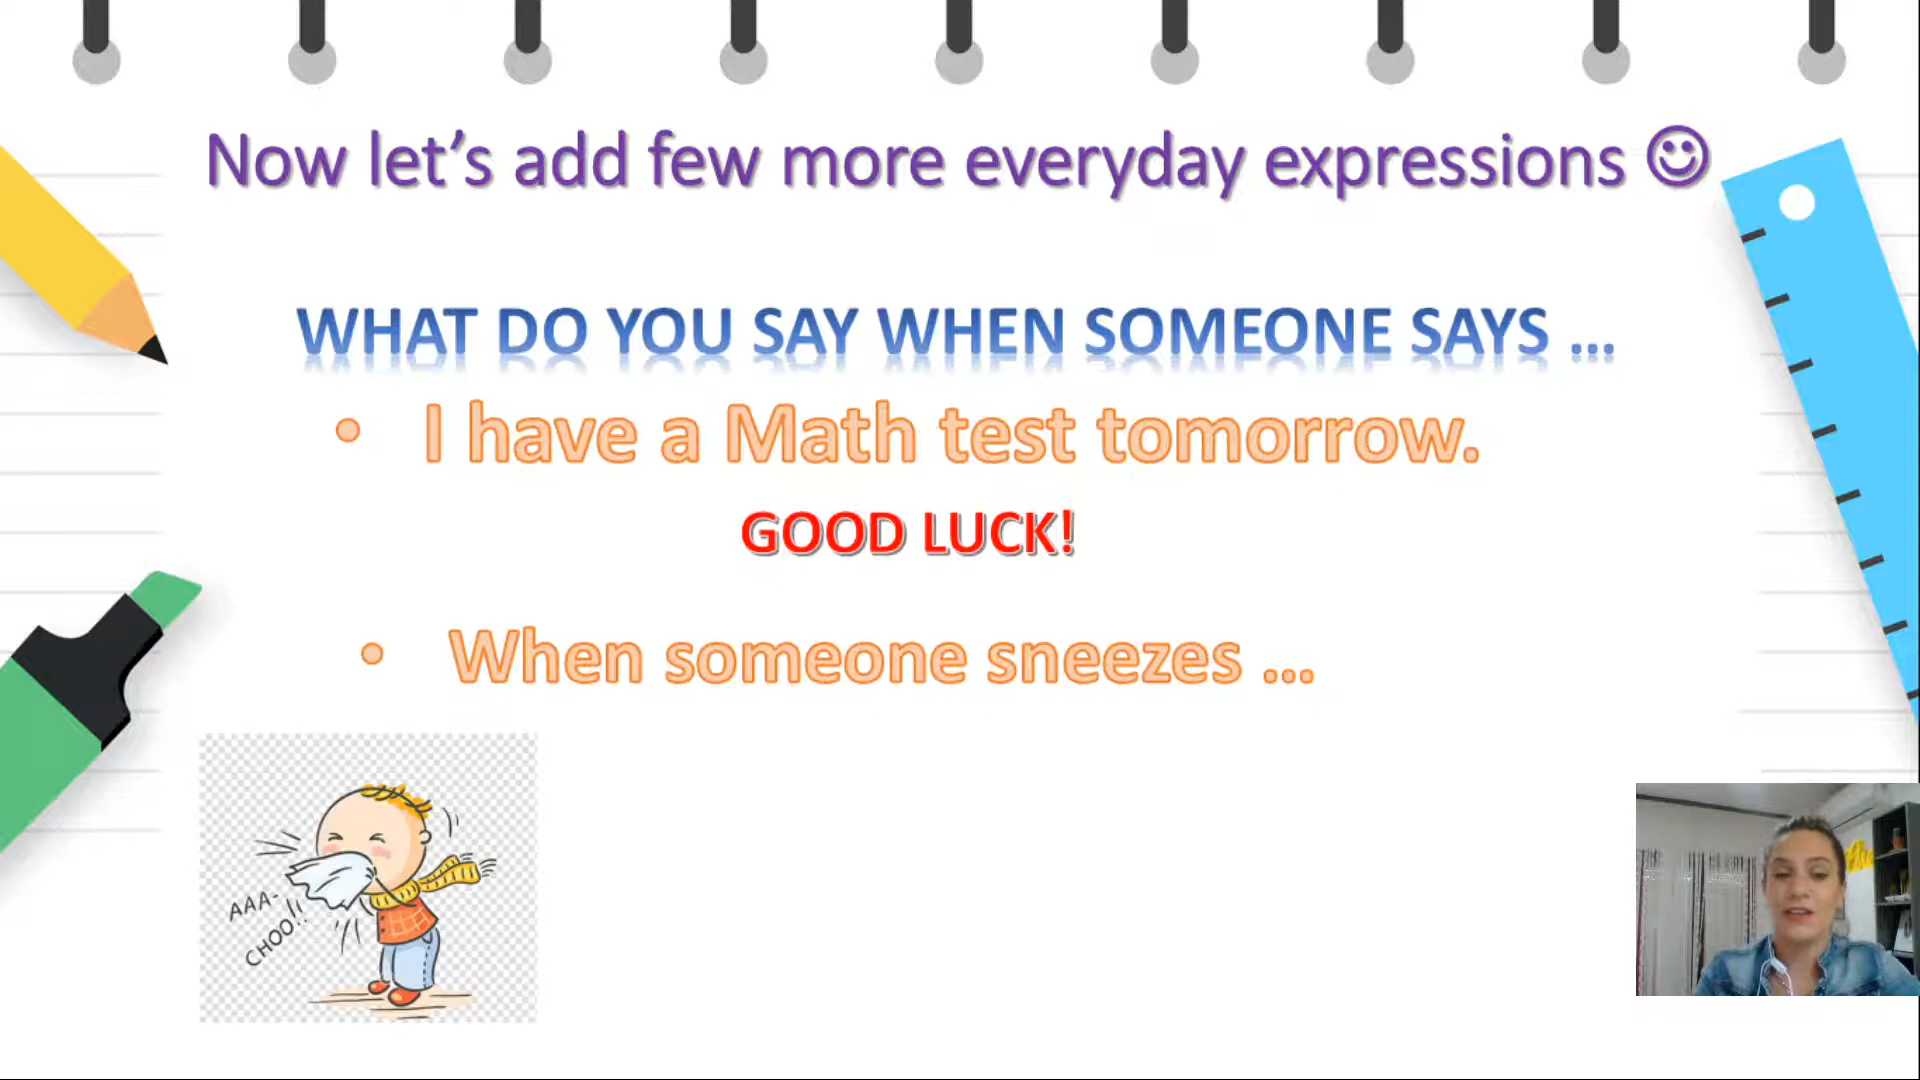 Now let's add few more everyday expressions ☺
WHAT DO YOU SAY WHEN SOMEONE SAYS ...
• I have a Math test tomorrow.
GOOD LUCK!
• When someone sneezes ...
AAA-
CHOO!!